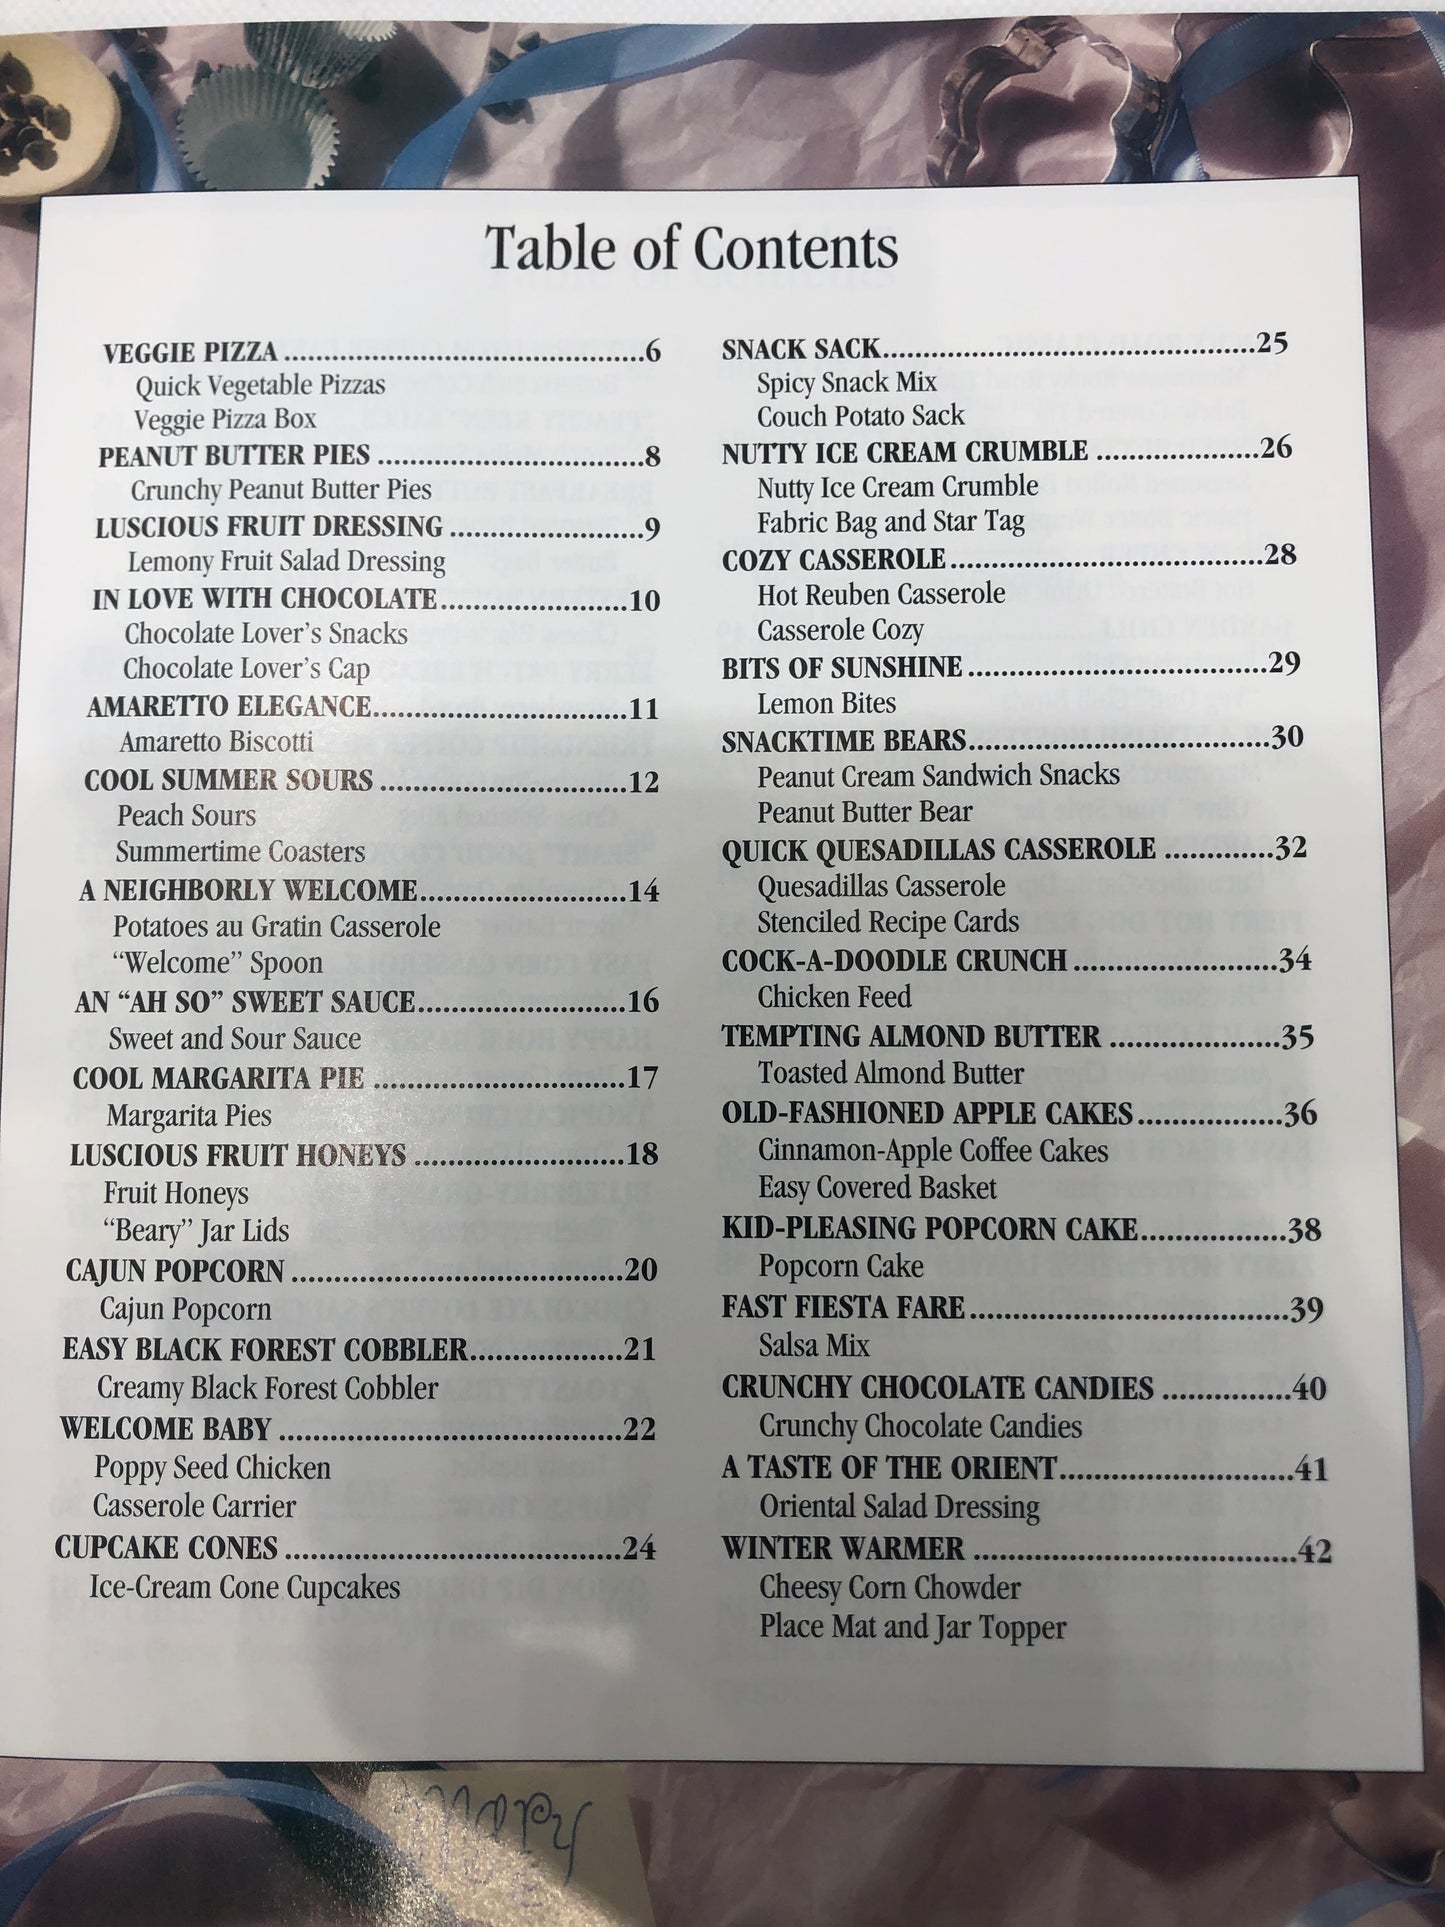 Table of Contents
VEGGIE PIZZA......................................6
Quick Vegetable Pizzas
Veggie Pizza Box
PEANUT BUTTER PIES ............................8
Crunchy Peanut Butter Pies
LUSCIOUS FRUIT DRESSING ....................9
Lemony Fruit Salad Dressing
IN LOVE WITH CHOCOLATE....................10
Chocolate Lover's Snacks
Chocolate Lover's Cap
AMARETTO ELEGANCE...........................11
Amaretto Biscotti
COOL SUMMER SOURS ..........................12
Peach Sours
Summertime Coasters
A NEIGHBORLY WELCOME......................14
Potatoes au Gratin Casserole
“Welcome” Spoon
AN “AH SO” SWEET SAUCE......................16
Sweet and Sour Sauce
COOL MARGARITA PIE ..........................17
Margarita Pies
LUSCIOUS FRUIT HONEYS ......................18
Fruit Honeys
“Beary” Jar Lids
CAJUN POPCORN ...................................20
Cajun Popcorn
EASY BLACK FOREST COBBLER................21
Creamy Black Forest Cobbler
WELCOME BABY ....................................22
Poppy Seed Chicken
Casserole Carrier
CUPCAKE CONES ...................................24
Ice-Cream Cone Cupcakes
SNACK SACK.......................................25
Spicy Snack Mix
Couch Potato Sack
NUTTY ICE CREAM CRUMBLE .................26
Nutty Ice Cream Crumble
Fabric Bag and Star Tag
COZY CASSEROLE.................................28
Hot Reuben Casserole
Casserole Cozy
BITS OF SUNSHINE ...............................29
Lemon Bites
SNACKTIME BEARS................................30
Peanut Cream Sandwich Snacks
Peanut Butter Bear
QUICK QUESADILLAS CASSEROLE ............32
Quesadillas Casserole
Stenciled Recipe Cards
COCK-A-DOODLE CRUNCH .....................34
Chicken Feed
TEMPTING ALMOND BUTTER ..................35
Toasted Almond Butter
OLD-FASHIONED APPLE CAKES...............36
Cinnamon-Apple Coffee Cakes
Easy Covered Basket
KID-PLEASING POPCORN CAKE................38
Popcorn Cake
FAST FIESTA FARE.................................39
Salsa Mix
CRUNCHY CHOCOLATE CANDIES .............40
Crunchy Chocolate Candies
A TASTE OF THE ORIENT........................41
Oriental Salad Dressing
WINTER WARMER .................................42
Cheesy Corn Chowder
Place Mat and Jar Topper